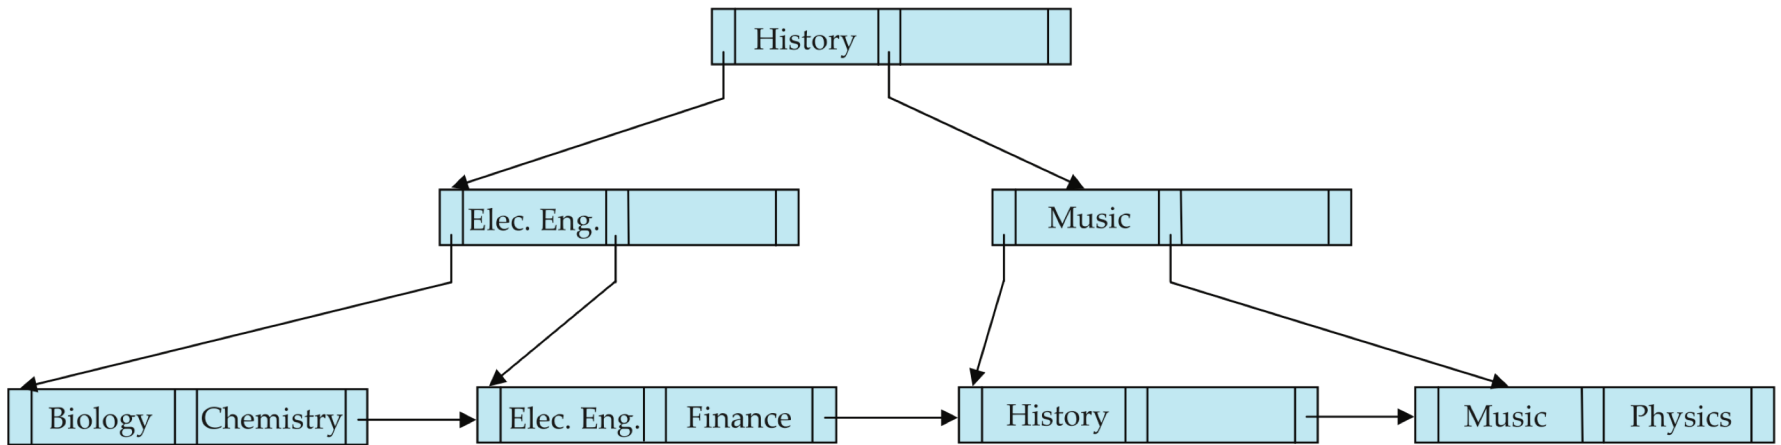 History
Elec. Eng.
Music
Biology Chemistry
Elec. Eng. Finance
History
Music Physics